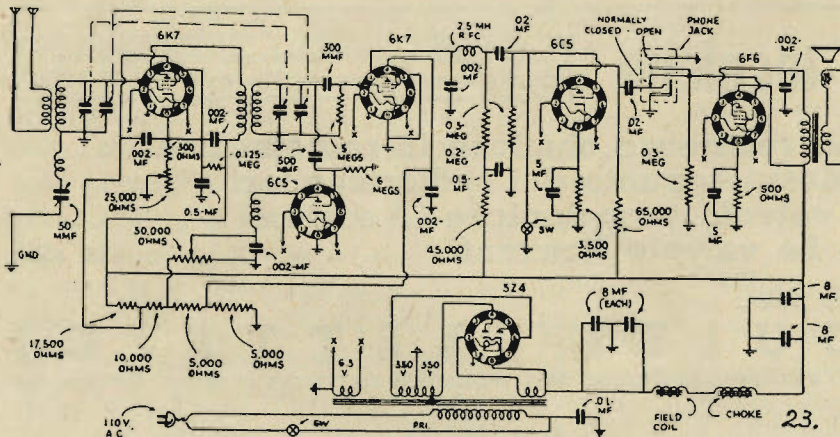 6K7
300
MMF
6K7
2.5 MH
R.FC
.02
MF
6C5
NORMALLY
CLOSED - OPEN
PHONE
JACK
6F6
.002-
MF
.002-
MF
.002-
MF
300
OHMS
0.125-
MEG
25,000
OHMS
0.5-MF
50
MMF
GND
5
MEGS
500
MMF
6
MEGS
6C5
50,000
OHMS
.002-MF
.002-
MF
.002-
MF
0.3-
MEG
0.2-
MEG
0.5-
MF
45,000
OHMS
SW
5
MF
3,500
OHMS
65,000
OHMS
.02-
MF
0.3-
MEG
5
MF
500
OHMS
17,500
OHMS
10,000
OHMS
5,000
OHMS
5,000
OHMS
5Z4
8 MF
(EACH)
8
MF
8
MF
X
X
6.3
V
350
V
350
V
110V.
A.C
SW
PRI.
.01-
MF
FIELD
COIL
CHOKE
23.